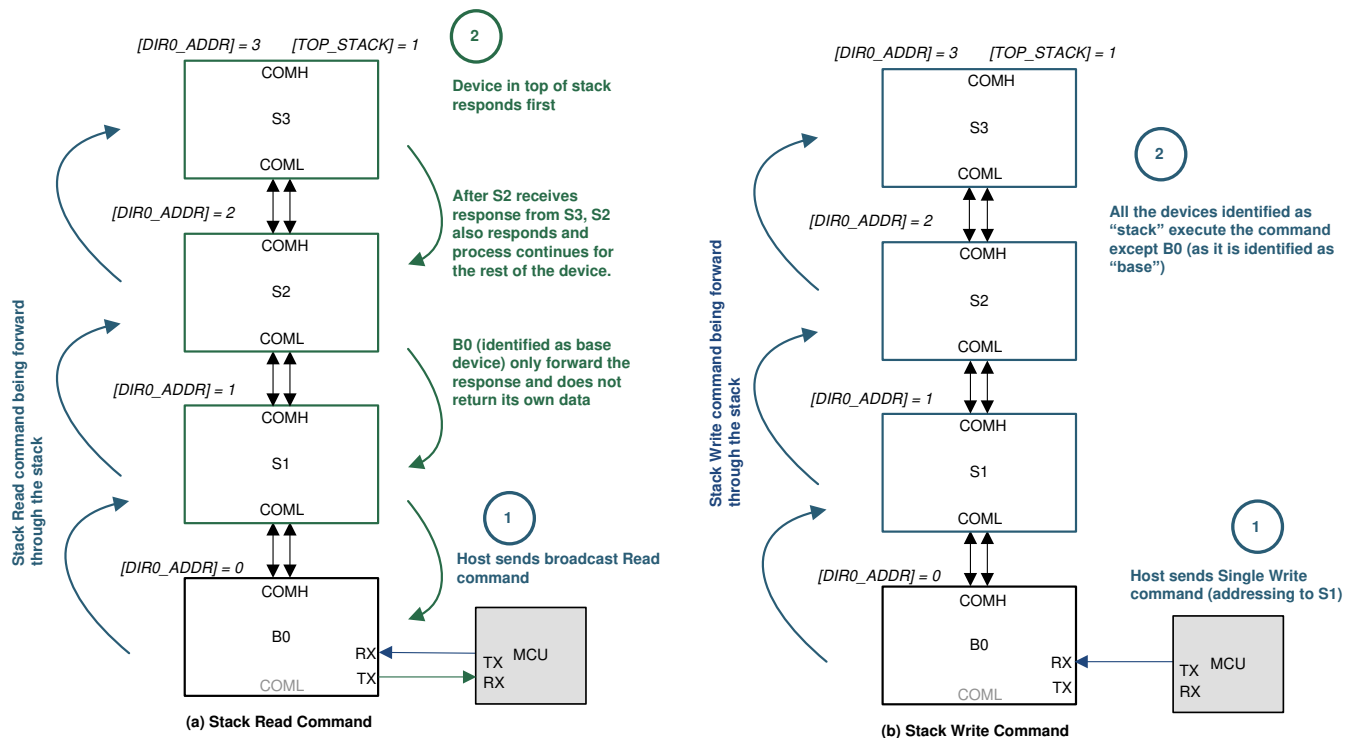 [DIR0_ADDR] = 3 [TOP_STACK] = 1
COMH
S3
COML
2
Device in top of stack
responds first
[DIR0_ADDR] = 2
After S2 receives
response from S3, S2
also responds and
process continues for
the rest of the device.
COMH
S2
COML
[DIR0_ADDR] = 1
B0 (identified as base
device) only forward the
response and does not
return its own data
COMH
S1
COML
1
Host sends broadcast Read
command
[DIR0_ADDR] = 0
COMH
B0
RX
TX
COML
TX
RX
MCU
Stack Read command being forward
through the stack
(a) Stack Read Command
[DIR0_ADDR] = 3 [TOP_STACK] = 1
COMH
S3
COML
2
All the devices identified as
“stack” execute the command
except B0 (as it is identified as
“base”)
[DIR0_ADDR] = 2
COMH
S2
COML
[DIR0_ADDR] = 1
COMH
S1
COML
1
Host sends Single Write
command (addressing to S1)
[DIR0_ADDR] = 0
COMH
B0
RX
TX
COML
TX
RX
MCU
Stack Write command being forward
through the stack
(b) Stack Write Command